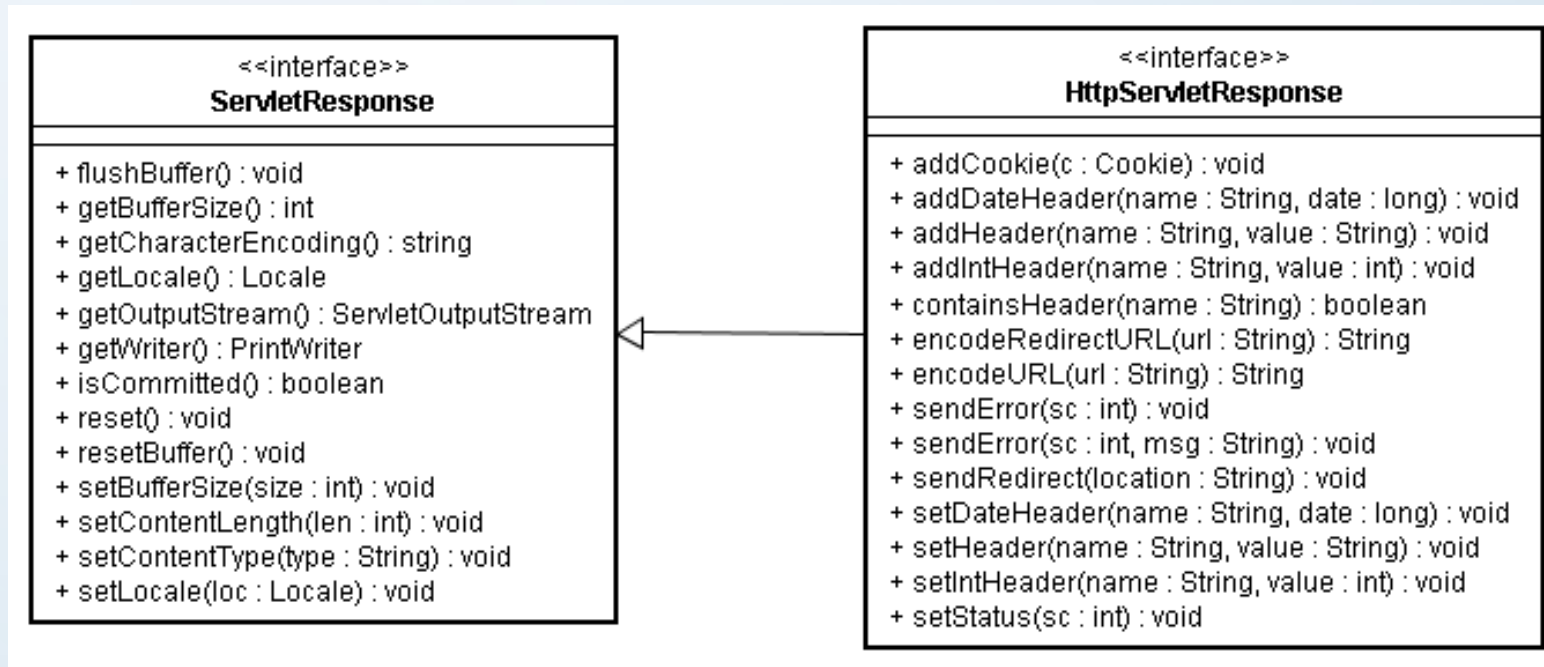 <<interface>>
ServletResponse
+ flushBuffer() : void
+ getBufferSize() : int
+ getCharacterEncoding() : string
+ getLocale() : Locale
+ getOutputStream() : ServletOutputStream
+ getWriter() : PrintWriter
+ isCommitted() : boolean
+ reset() : void
+ resetBuffer() : void
+ setBufferSize(size : int) : void
+ setContentLength(len : int) : void
+ setContentType(type : String) : void
+ setLocale(loc : Locale) : void
<<interface>>
HttpServletResponse
+ addCookie(c : Cookie) : void
+ addDateHeader(name : String, date : long) : void
+ addHeader(name : String, value : String) : void
+ addIntHeader(name : String, value : int) : void
+ containsHeader(name : String) : boolean
+ encodeRedirectURL(url : String) : String
+ encodeURL(url : String) : String
+ sendError(sc : int) : void
+ sendError(sc : int, msg : String) : void
+ sendRedirect(location : String) : void
+ setDateHeader(name : String, date : long) : void
+ setHeader(name : String, value : String) : void
+ setIntHeader(name : String, value : int) : void
+ setStatus(sc : int) : void